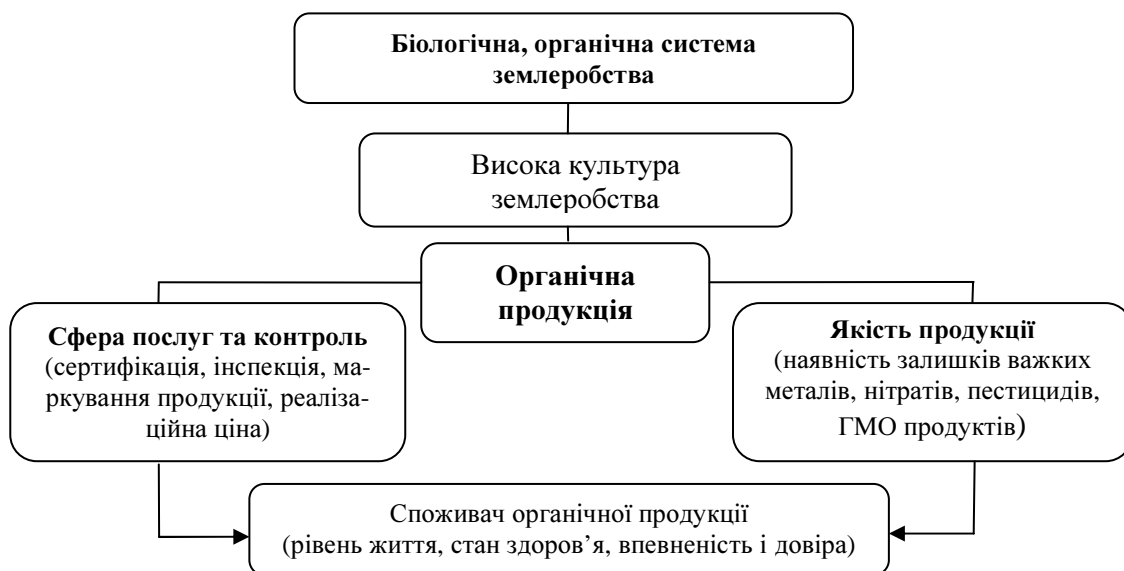 Біологічна, органічна система
землеробства
Висока культура
землеробства
Органічна
продукція
Сфера послуг та контроль
(сертифікація, інспекція, ма-
ркування продукції, реаліза-
ційна ціна)
Якість продукції
(наявність залишків важких
металів, нітратів, пестицидів,
ГМО продуктів)
Споживач органічної продукції
(рівень життя, стан здоров’я, впевненість і довіра)